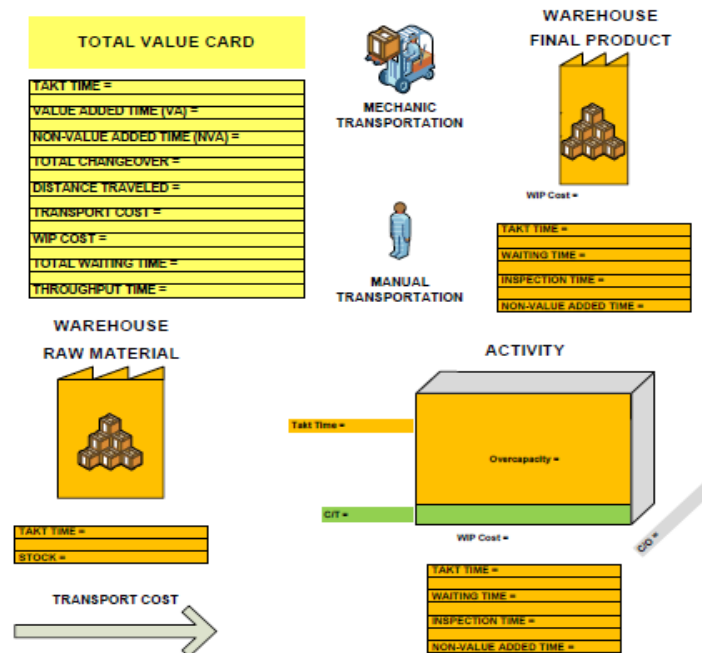 TOTAL VALUE CARD
TAKT TIME =
VALUE ADDED TIME (VA) =
NON-VALUE ADDED TIME (NVA) =
TOTAL CHANGEOVER =
DISTANCE TRAVELED =
TRANSPORT COST =
WIP COST =
TOTAL WAITING TIME =
THROUGHPUT TIME =
MECHANIC
TRANSPORTATION
MANUAL
TRANSPORTATION
WAREHOUSE
FINAL PRODUCT
WIP Cost =
TAKT TIME =
WAITING TIME =
INSPECTION TIME =
NON-VALUE ADDED TIME =
WAREHOUSE
RAW MATERIAL
TAKT TIME =
STOCK =
TRANSPORT COST
ACTIVITY
Takt Time =
Overcapacity =
C/T =
WIP Cost =
C/O =
TAKT TIME =
WAITING TIME =
INSPECTION TIME =
NON-VALUE ADDED TIME =